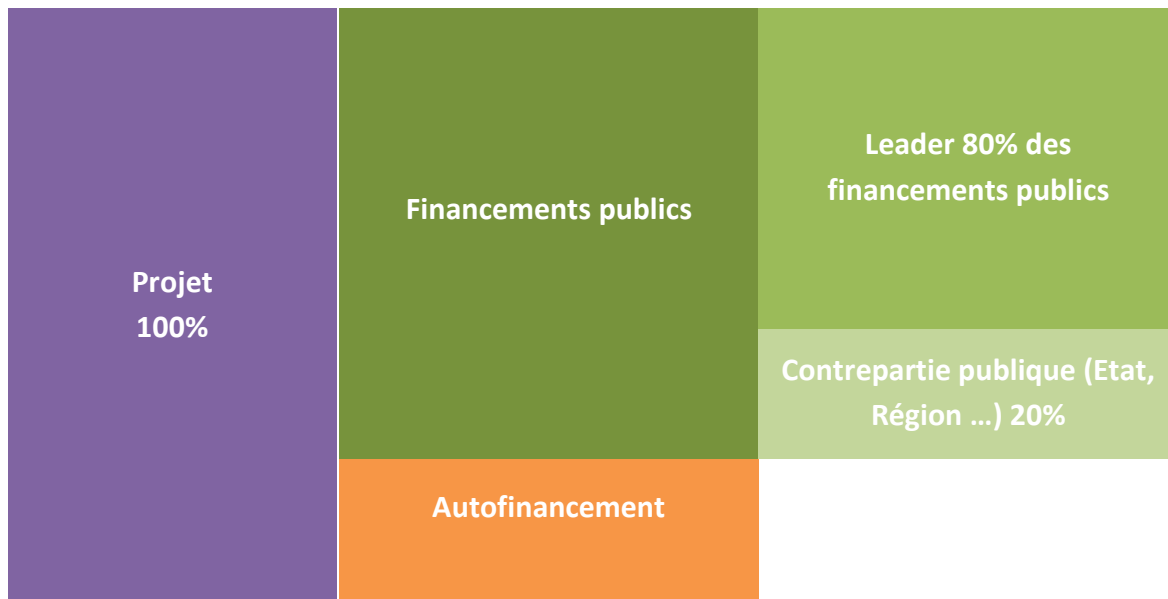 Projet
100%
Financements publics
Autofinancement
Leader 80% des
financements publics
Contrepartie publique (Etat,
Région …) 20%